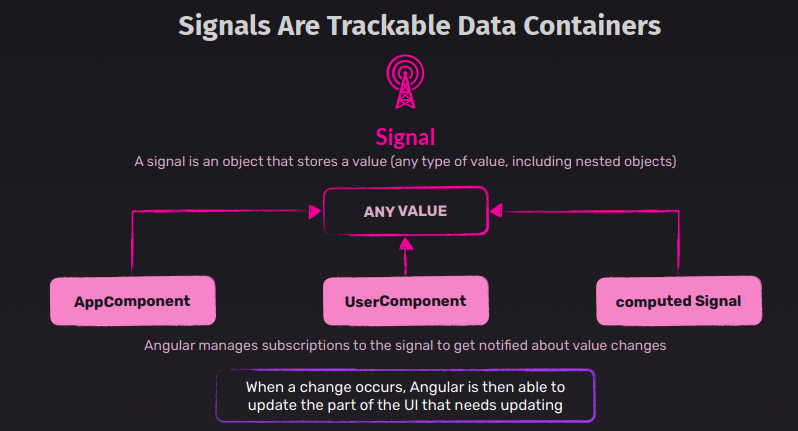 Signals Are Trackable Data Containers
Signal
A signal is an object that stores a value (any type of value, including nested objects)
ANY VALUE
AppComponent
UserComponent
computed Signal
Angular manages subscriptions to the signal to get notified about value changes
When a change occurs, Angular is then able to
update the part of the UI that needs updating